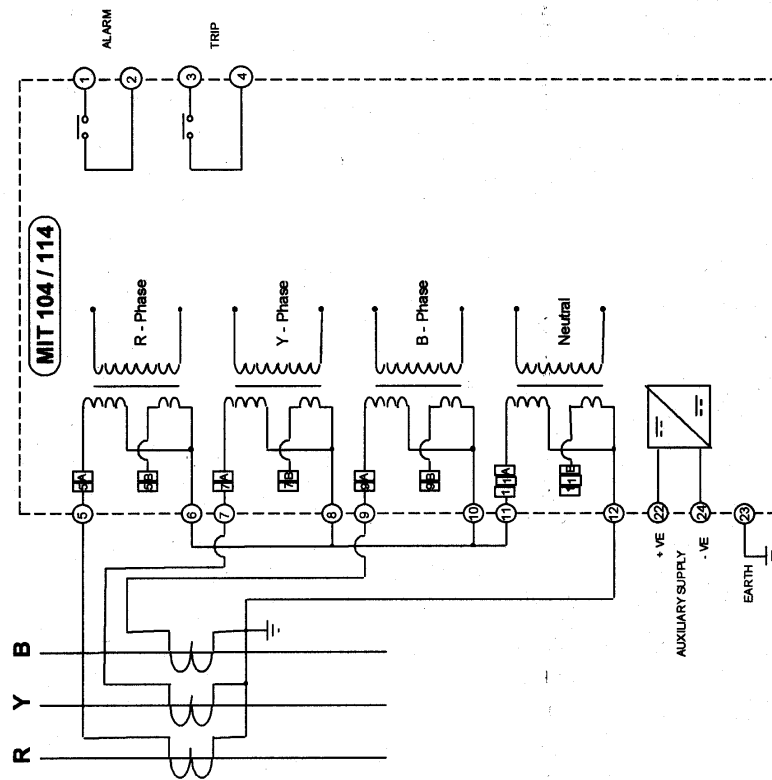 ALARM
1
2
TRIP
3
4
MIT 104 / 114
R - Phase
Y - Phase
B - Phase
Neutral
5A
5B
7A
7B
9A
9B
11A
11B
5
6
7
8
9
10
11
12
22
24
23
+ VE
- VE
AUXILIARY SUPPLY
EARTH
B
Y
R